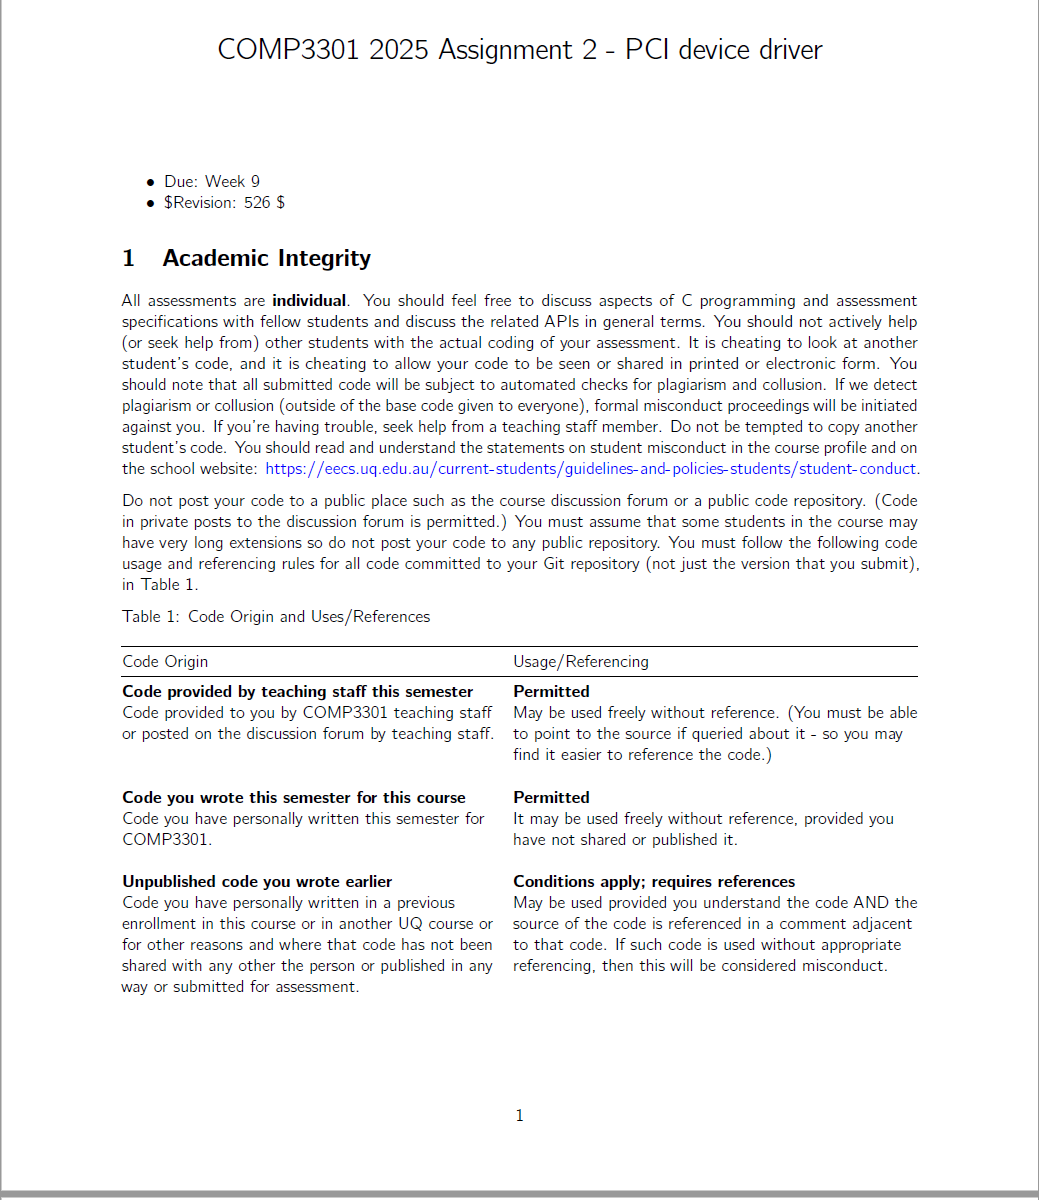 COMP3301 2025 Assignment 2 - PCI device driver
• Due: Week 9
• $Revision: 526 $
1 Academic Integrity
All assessments are individual. You should feel free to discuss aspects of C programming and assessment
specifications with fellow students and discuss the related APIs in general terms. You should not actively help
(or seek help from) other students with the actual coding of your assessment. It is cheating to look at another
student's code, and it is cheating to allow your code to be seen or shared in printed or electronic form. You
should note that all submitted code will be subject to automated checks for plagiarism and collusion. If we detect
plagiarism or collusion (outside of the base code given to everyone), formal misconduct proceedings will be initiated
against you. If you're having trouble, seek help from a teaching staff member. Do not be tempted to copy another
student's code. You should read and understand the statements on student misconduct in the course profile and on
the school website: https://eecs.uq.edu.au/current-students/guidelines-and-policies-students/student-conduct.
Do not post your code to a public place such as the course discussion forum or a public code repository. (Code
in private posts to the discussion forum is permitted.) You must assume that some students in the course may
have very long extensions so do not post your code to any public repository. You must follow the following code
usage and referencing rules for all code committed to your Git repository (not just the version that you submit),
in Table 1.
Table 1: Code Origin and Uses/References
Code Origin
Usage/Referencing
Code provided by teaching staff this semester
Code provided to you by COMP3301 teaching staff
or posted on the discussion forum by teaching staff.
Permitted
May be used freely without reference. (You must be able
to point to the source if queried about it - so you may
find it easier to reference the code.)
Code you wrote this semester for this course
Code you have personally written this semester for
COMP3301.
Permitted
It may be used freely without reference, provided you
have not shared or published it.
Unpublished code you wrote earlier
Code you have personally written in a previous
enrollment in this course or in another UQ course or
for other reasons and where that code has not been
shared with any other the person or published in any
way or submitted for assessment.
Conditions apply; requires references
May be used provided you understand the code AND the
source of the code is referenced in a comment adjacent
to that code. If such code is used without appropriate
referencing, then this will be considered misconduct.
1